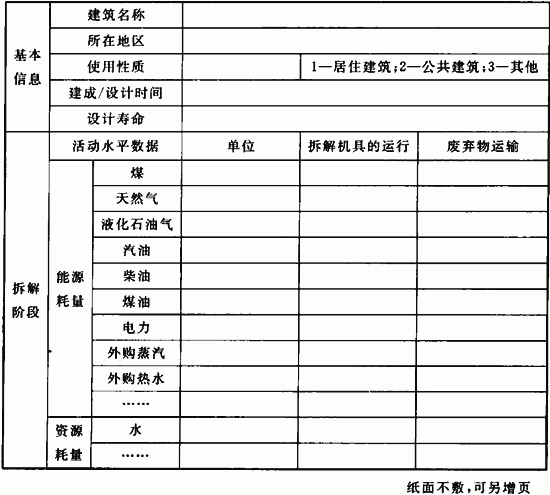 基本信息
建筑名称
所在地区
使用性质 1—居住建筑;2—公共建筑;3—其他
建成/设计时间
设计寿命
拆解阶段
活动水平数据 单位 拆解机具的运行 废弃物运输
能源耗量
煤
天然气
液化石油气
汽油
柴油
煤油
电力
外购蒸汽
外购热水
……
资源耗量
水
……
纸面不敷,可另增页